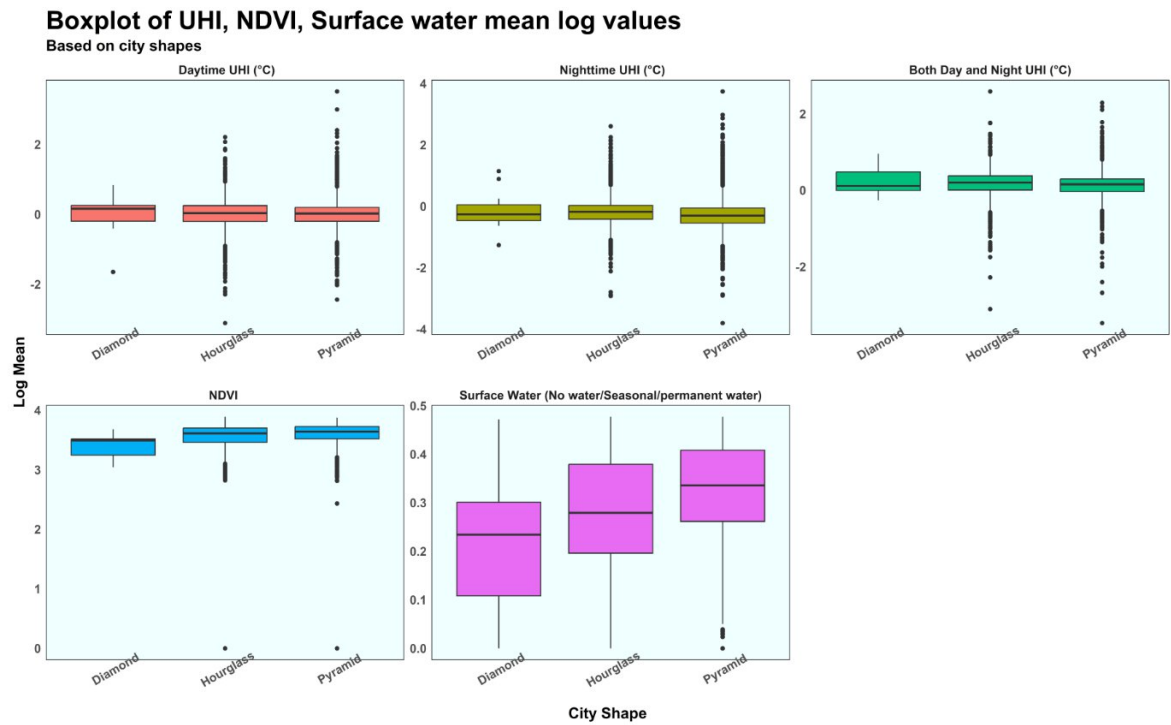 Boxplot of UHI, NDVI, Surface water mean log values
Based on city shapes
Daytime UHI (°C)
Nighttime UHI (°C)
Both Day and Night UHI (°C)
2
0
-2
4
2
0
-2
-4
2
0
-2
Diamond
Hourglass
Pyramid
Diamond
Hourglass
Pyramid
Diamond
Hourglass
Pyramid
Log Mean
NDVI
Surface Water (No water/Seasonal/permanent water)
4
3
2
1
0
0.5
0.4
0.3
0.2
0.1
0.0
Diamond
Hourglass
Pyramid
Diamond
Hourglass
Pyramid
City Shape